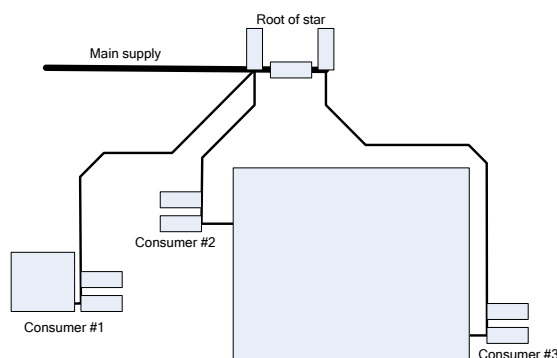 Root of star
Main supply
Consumer #2
Consumer #1
Consumer #3